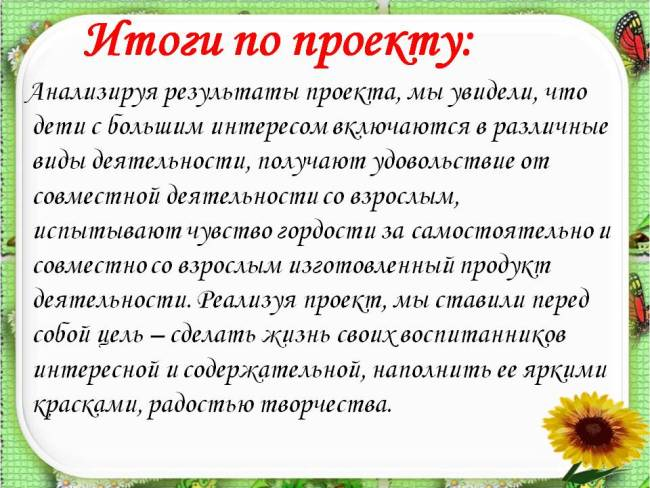 Итоги по проекту:
Анализируя результаты проекта, мы увидели, что
дети с большим интересом включаются в различные
виды деятельности, получают удовольствие от
совместной деятельности со взрослым,
испытывают чувство гордости за самостоятельно и
совместно со взрослым изготовленный продукт
деятельности. Реализуя проект, мы ставили перед
собой цель – сделать жизнь своих воспитанников
интересной и содержательной, наполнить ее яркими
красками, радостью творчества.